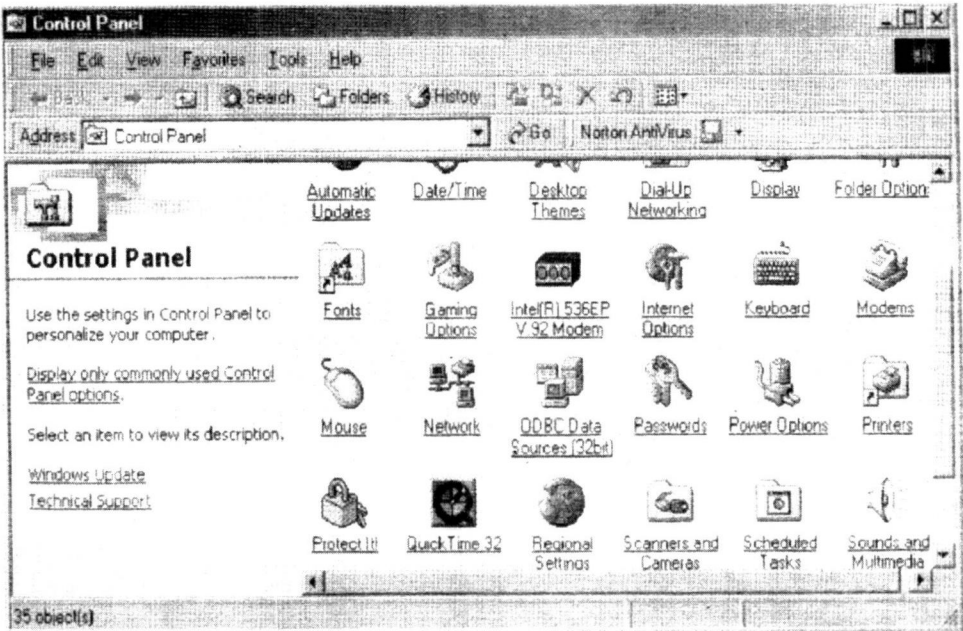 Control Panel
File Edit View Favorites Tools Help
Back Search Folders History
Address Control Panel Go Norton AntiVirus
Automatic Updates
Date/Time
Desktop Themes
Dial-Up Networking
Display
Folder Options
Control Panel
Use the settings in Control Panel to
personalize your computer.
Display only commonly used Control
Panel options.
Select an item to view its description.
Windows Update
Technical Support
Fonts
Gaming Options
Intel(R) 536EP V.92 Modem
Internet Options
Keyboard
Modems
Mouse
Network
ODBC Data Sources (32bit)
Passwords
Power Options
Printers
Protect It!
QuickTime 32
Regional Settings
Scanners and Cameras
Scheduled Tasks
Sounds and Multimedia
35 object(s)